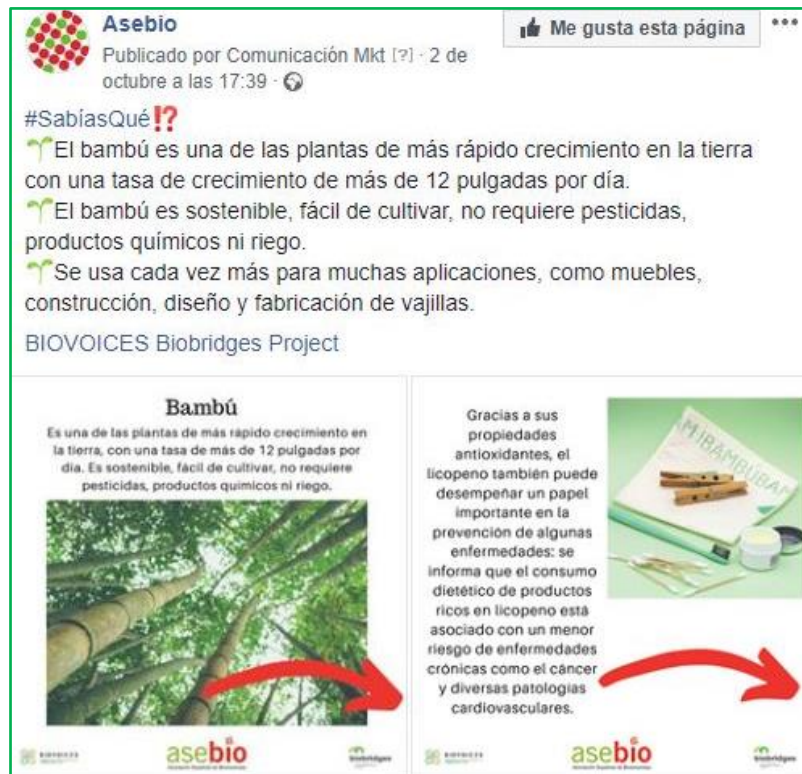 Asebio
Me gusta esta página
Publicado por Comunicación Mkt [?] · 2 de
octubre a las 17:39 ·
#SabíasQué⁉️
🌱El bambú es una de las plantas de más rápido crecimiento en la tierra
con una tasa de crecimiento de más de 12 pulgadas por día.
🌱El bambú es sostenible, fácil de cultivar, no requiere pesticidas,
productos químicos ni riego.
🌱Se usa cada vez más para muchas aplicaciones, como muebles,
construcción, diseño y fabricación de vajillas.
BIOVOICES Biobridges Project
Bambú
Es una de las plantas de más rápido crecimiento en
la tierra, con una tasa de más de 12 pulgadas por
día. Es sostenible, fácil de cultivar, no requiere
pesticidas, productos químicos ni riego.
BIOVOICES
asebio
biobridges
Gracias a sus
propiedades
antioxidantes, el
licopeno también puede
desempeñar un papel
importante en la
prevención de algunas
enfermedades: se
informa que el consumo
dietético de productos
ricos en licopeno está
asociado con un menor
riesgo de enfermedades
crónicas como el cáncer
y diversas patologías
cardiovasculares.
BIOVOICES
asebio
biobridges